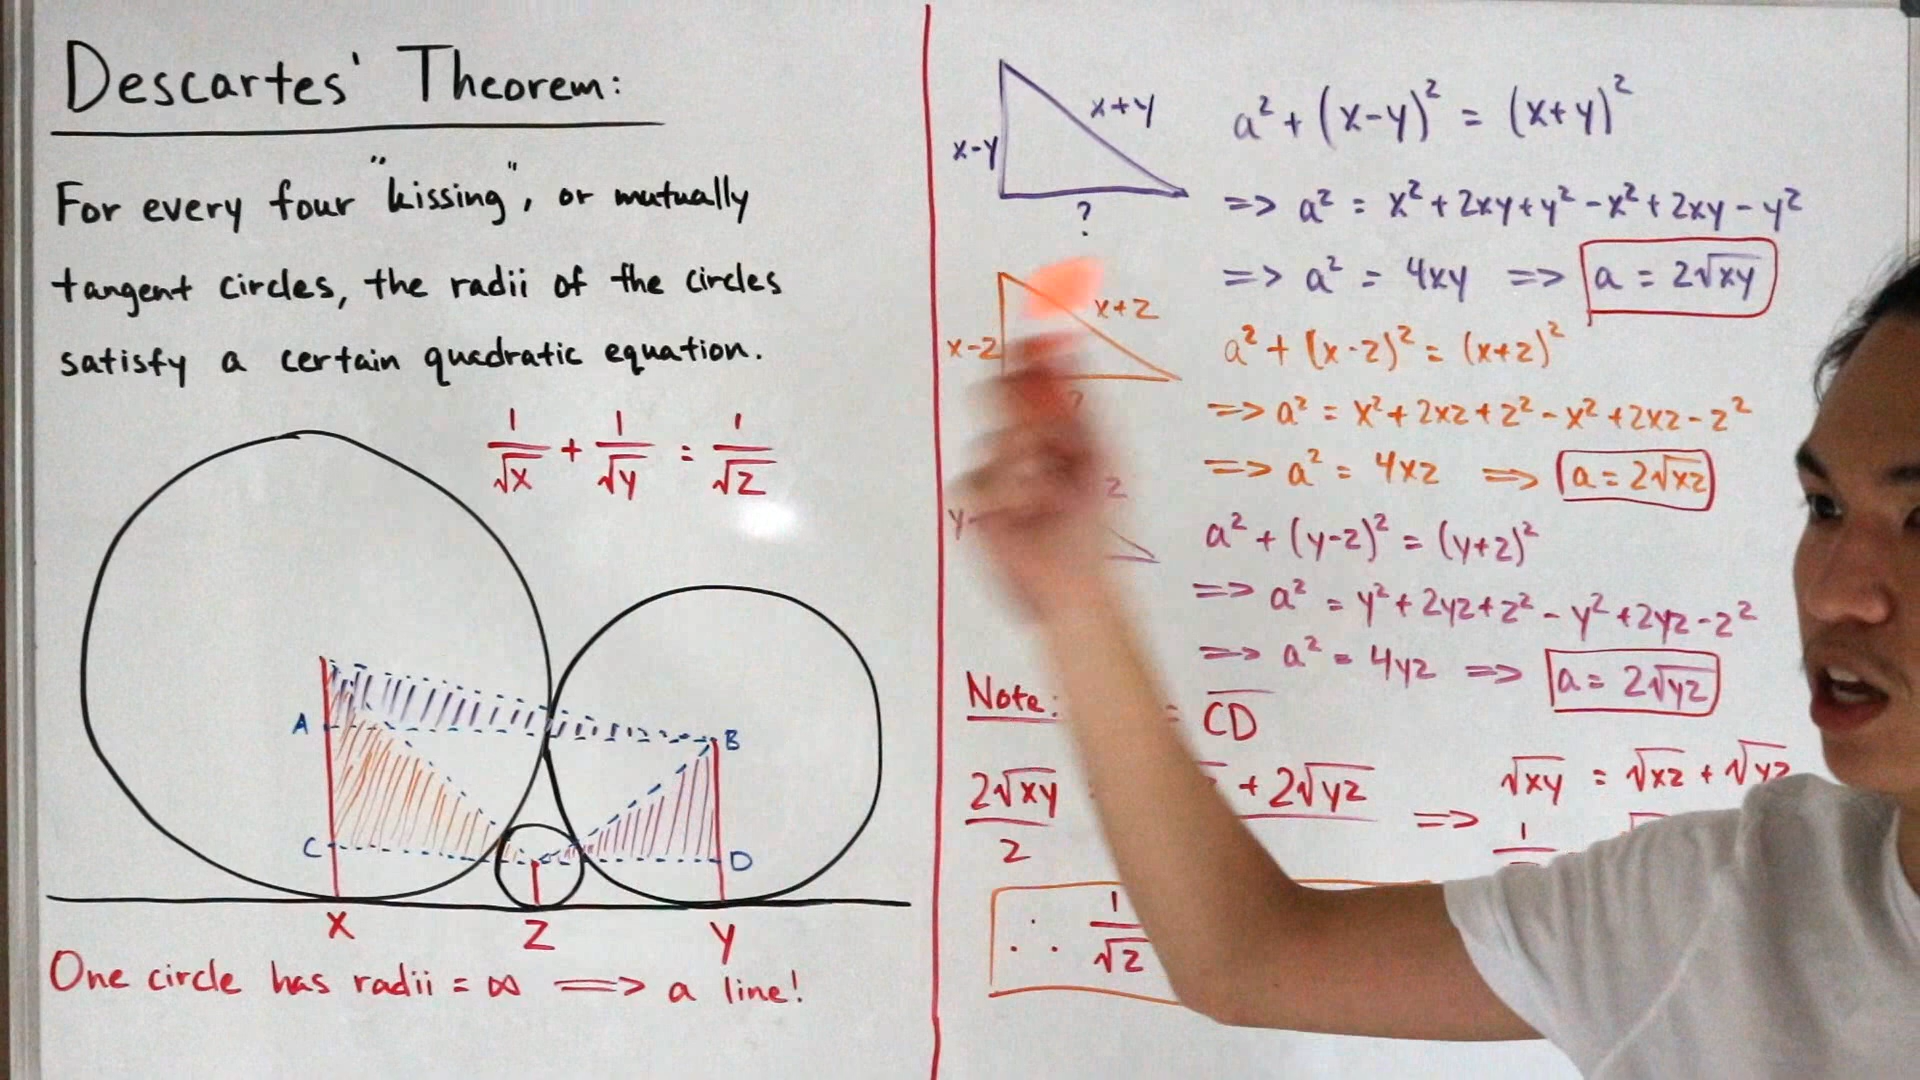 Descartes' Theorem:
For every four "kissing", or mutually
tangent circles, the radii of the circles
satisfy a certain quadratic equation.
1/√x + 1/√y = 1/√z
A
B
C
D
X
Z
Y
One circle has radii = ∞ ⟹ a line!
x+y
x-y
?
a² + (x-y)² = (x+y)²
=> a² = x² + 2xy + y² - x² + 2xy - y²
=> a² = 4xy => a = 2√xy
x+z
x-z
?
a² + (x-z)² = (x+z)²
=> a² = x² + 2xz + z² - x² + 2xz - z²
=> a² = 4xz => a = 2√xz
z
y-
a² + (y-z)² = (y+z)²
=> a² = y² + 2yz + z² - y² + 2yz - z²
=> a² = 4yz => a = 2√yz
Note: = CD
2√xy/2 + 2√yz => √xy = √xz + √yz
1
∴ 1/√z